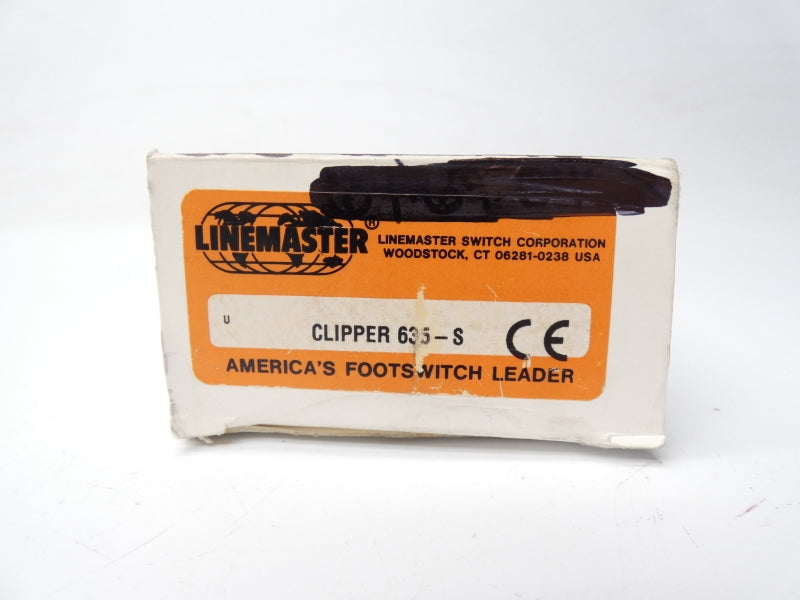 LINEMASTER®
LINEMASTER SWITCH CORPORATION
WOODSTOCK, CT 06281-0238 USA
U
CLIPPER 635-S
CE
AMERICA'S FOOTSWITCH LEADER